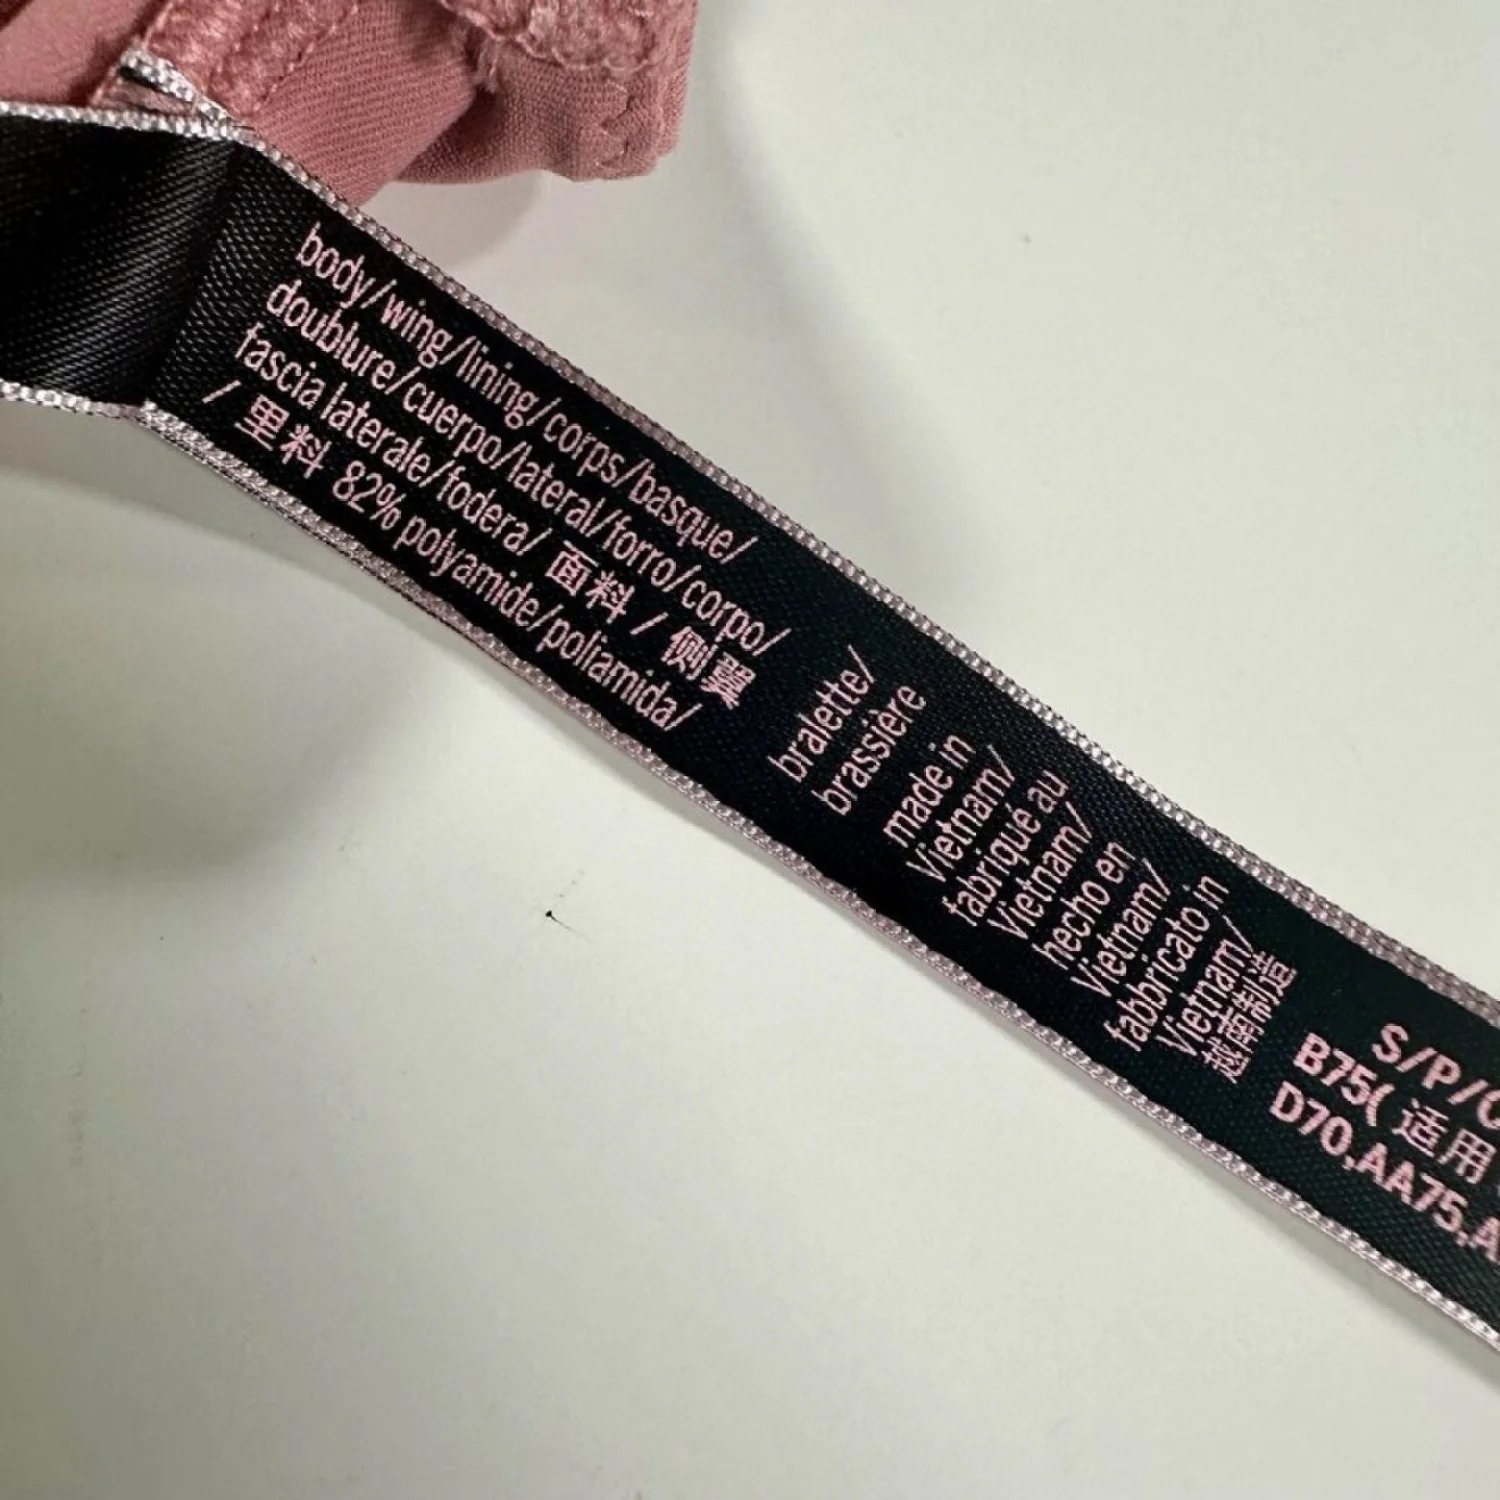 body/wing/lining/corps/basque/
doublure/cuerpo/lateral/forro/corpo/
fascia laterale/fodera/ 面料 / 侧翼
/ 里料 82% polyamide/poliamida/
bralette/
brassière
made in
Vietnam/
fabriqué au
Vietnam/
hecho en
Vietnam/
fabbricato in
Vietnam/
越南制造
S/P/
B75( 适用
D70,AA75,A